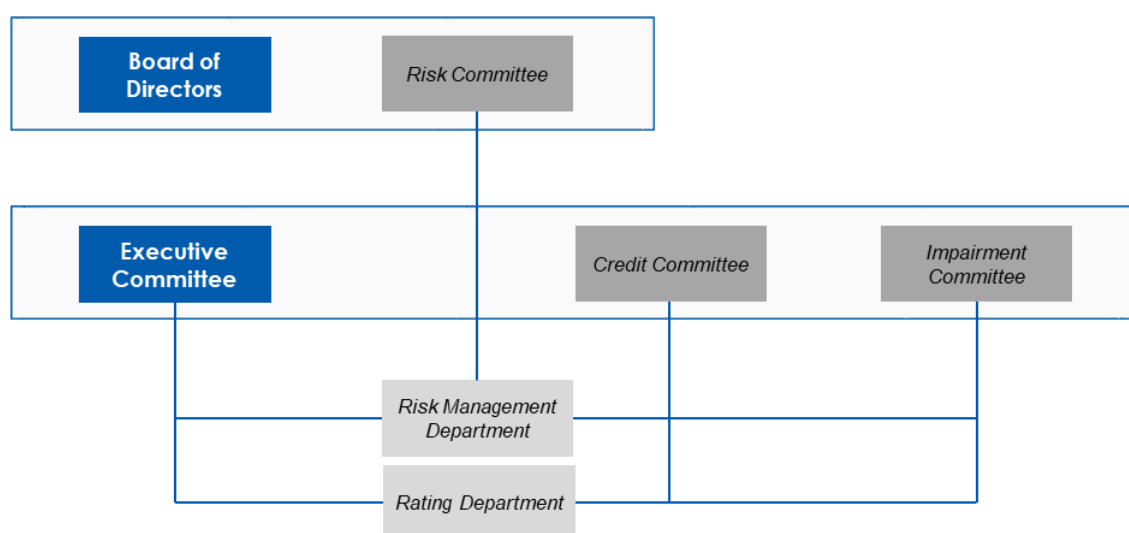 Board of
Directors
Risk Committee
Executive
Committee
Credit Committee
Impairment
Committee
Risk Management
Department
Rating Department